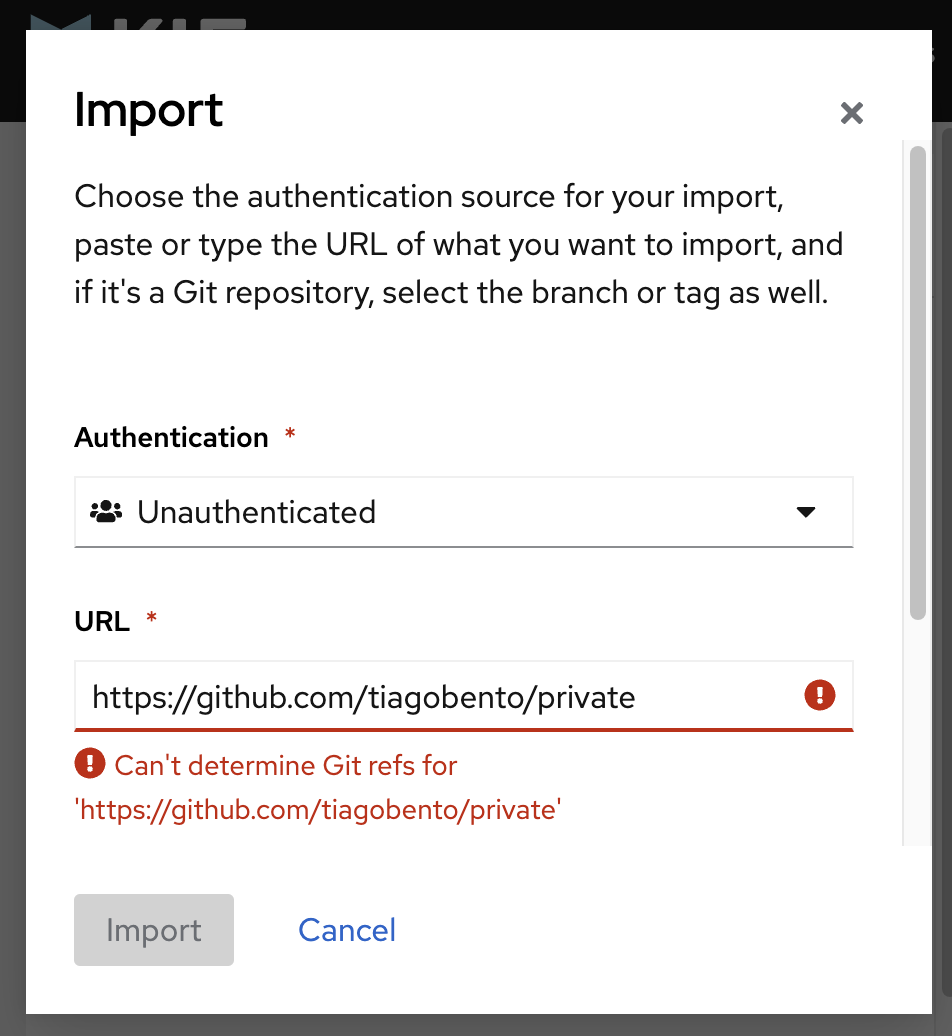 Import
Choose the authentication source for your import,
paste or type the URL of what you want to import, and
if it's a Git repository, select the branch or tag as well.
Authentication *
Unauthenticated
URL *
https://github.com/tiagobento/private
Can't determine Git refs for
'https://github.com/tiagobento/private'
Import
Cancel